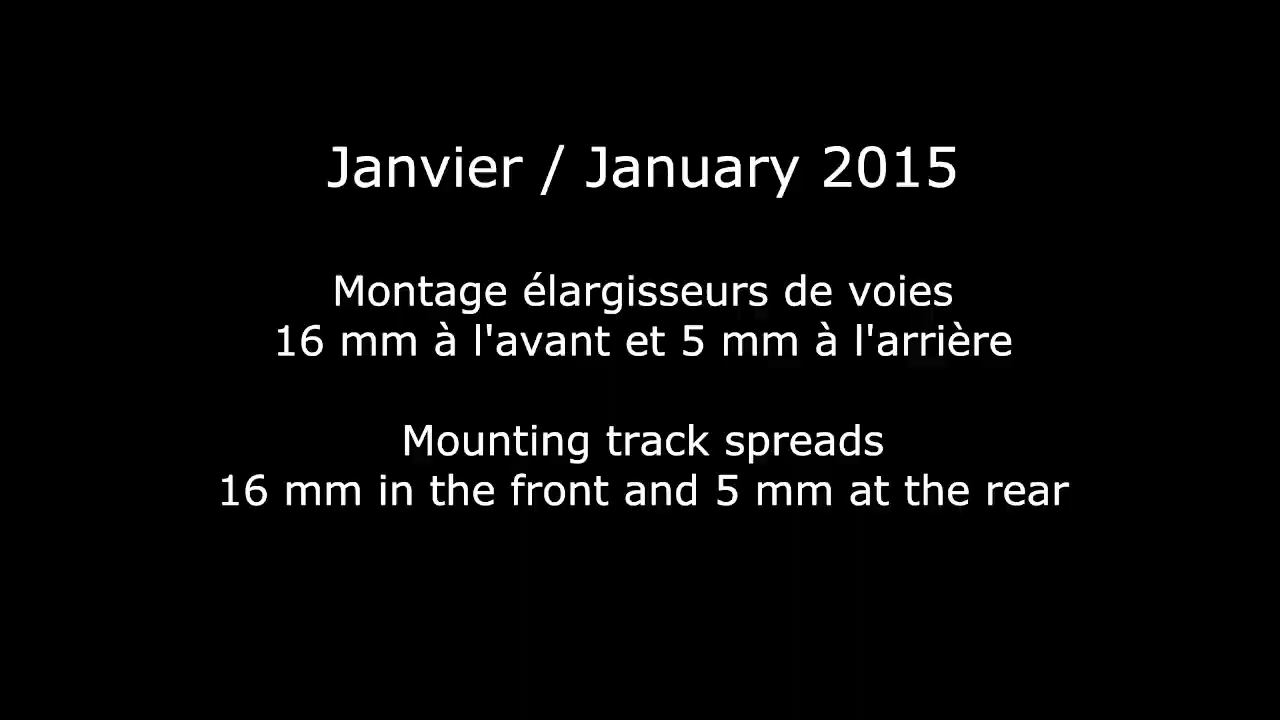 Janvier / January 2015
Montage élargisseurs de voies
16 mm à l'avant et 5 mm à l'arrière
Mounting track spreads
16 mm in the front and 5 mm at the rear